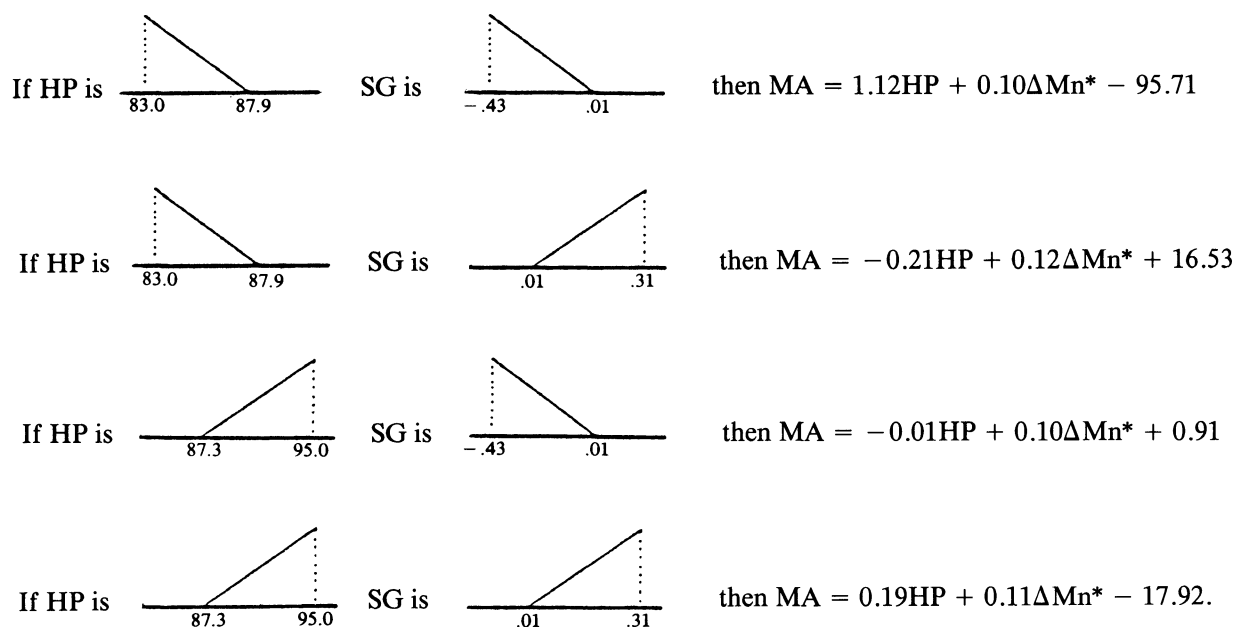 If HP is 83.0 87.9 SG is -.43 .01 then MA = 1.12HP + 0.10ΔMn* − 95.71
If HP is 83.0 87.9 SG is .01 .31 then MA = −0.21HP + 0.12ΔMn* + 16.53
If HP is 87.3 95.0 SG is -.43 .01 then MA = −0.01HP + 0.10ΔMn* + 0.91
If HP is 87.3 95.0 SG is .01 .31 then MA = 0.19HP + 0.11ΔMn* − 17.92.